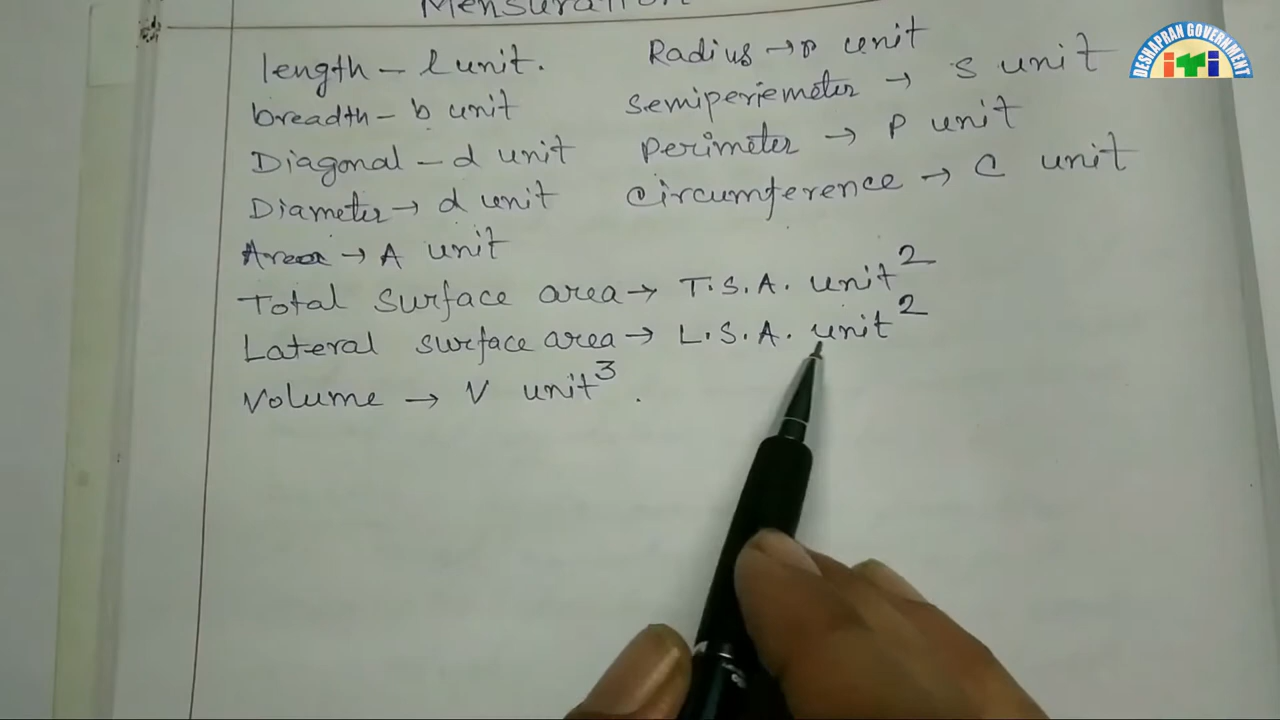 Mensuration
length - l unit.
breadth - b unit
Diagonal - d unit
Diameter → d unit
Area → A unit
Radius → r unit
semiperiemeter → s unit
perimeter → P unit
circumference → C unit
Total surface area → T.S.A. unit²
Lateral surface area → L.S.A. unit²
Volume → V unit³.
DESHAPRAN GOVERNMENT
iTi